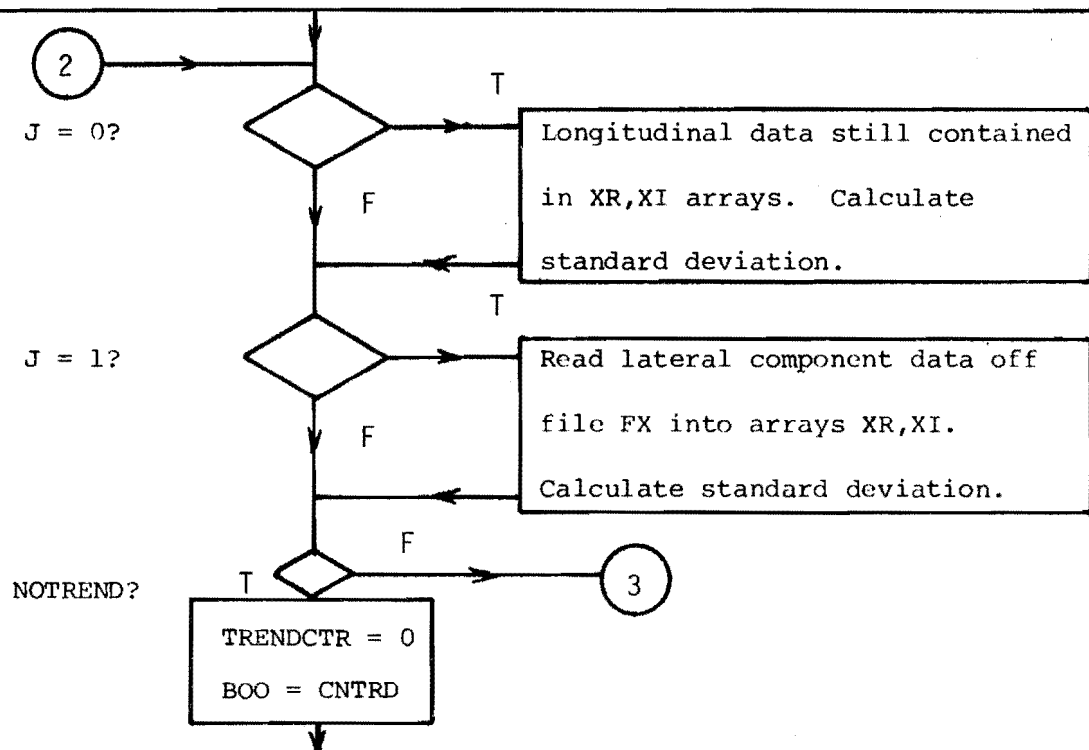 2
T
J = 0?
Longitudinal data still contained
in XR,XI arrays. Calculate
standard deviation.
F
T
J = 1?
Read lateral component data off
file FX into arrays XR,XI.
Calculate standard deviation.
F
F
T
3
NOTREND?
TRENDCTR = 0
BOO = CNTRD